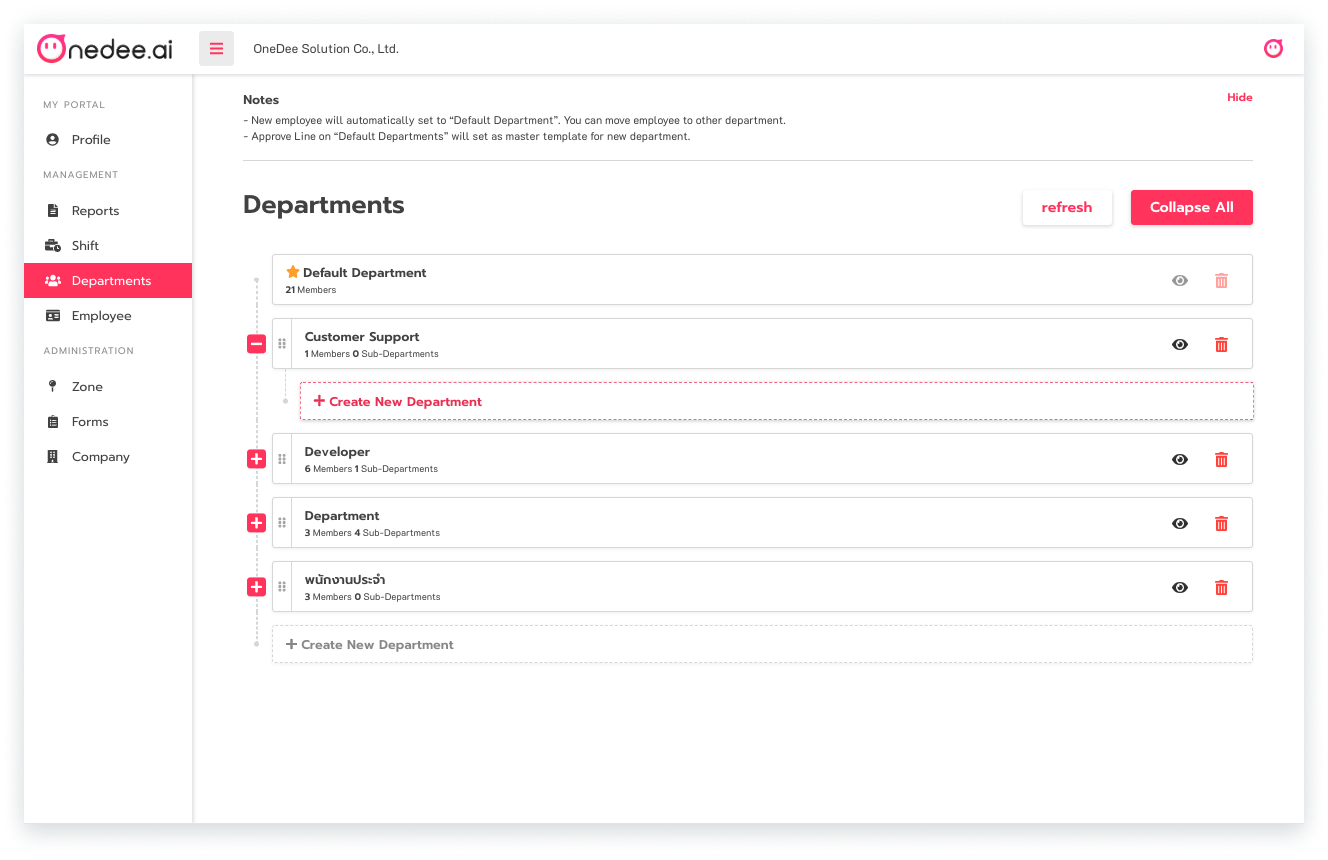 Onedee.ai
OneDee Solution Co., Ltd.
MY PORTAL
Profile
MANAGEMENT
Reports
Shift
Departments
Employee
ADMINISTRATION
Zone
Forms
Company
Notes
Hide
- New employee will automatically set to “Default Department”. You can move employee to other department.
- Approve Line on “Default Departments” will set as master template for new department.
Departments
refresh
Collapse All
Default Department
21 Members
Customer Support
1 Members 0 Sub-Departments
+ Create New Department
Developer
6 Members 1 Sub-Departments
Department
3 Members 4 Sub-Departments
พนักงานประจำ
3 Members 0 Sub-Departments
+ Create New Department